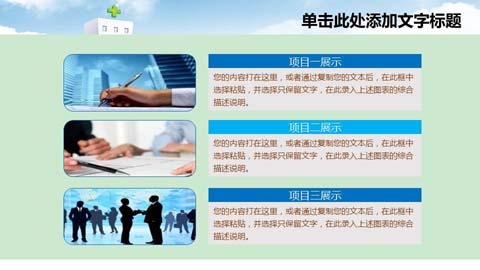 单击此处添加文字标题
项目一展示
您的内容打在这里，或者通过复制您的文本后，在此框中
选择粘贴，并选择只保留文字，在此录入上述图表的综合
描述说明。
项目二展示
您的内容打在这里，或者通过复制您的文本后，在此框中
选择粘贴，并选择只保留文字，在此录入上述图表的综合
描述说明。
项目三展示
您的内容打在这里，或者通过复制您的文本后，在此框中
选择粘贴，并选择只保留文字，在此录入上述图表的综合
描述说明。